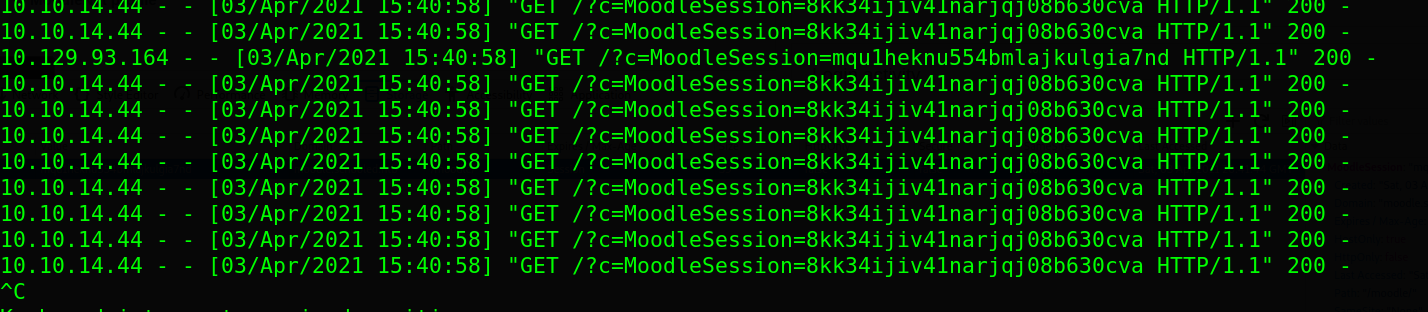 10.10.14.44 - - [03/Apr/2021 15:40:58] "GET /?c=MoodleSession=8kk34ijiv41narjqj08b630cva HTTP/1.1" 200 -
10.10.14.44 - - [03/Apr/2021 15:40:58] "GET /?c=MoodleSession=8kk34ijiv41narjqj08b630cva HTTP/1.1" 200 -
10.129.93.164 - - [03/Apr/2021 15:40:58] "GET /?c=MoodleSession=mqu1heknu554bmlajkulgia7nd HTTP/1.1" 200 -
10.10.14.44 - - [03/Apr/2021 15:40:58] "GET /?c=MoodleSession=8kk34ijiv41narjqj08b630cva HTTP/1.1" 200 -
10.10.14.44 - - [03/Apr/2021 15:40:58] "GET /?c=MoodleSession=8kk34ijiv41narjqj08b630cva HTTP/1.1" 200 -
10.10.14.44 - - [03/Apr/2021 15:40:58] "GET /?c=MoodleSession=8kk34ijiv41narjqj08b630cva HTTP/1.1" 200 -
10.10.14.44 - - [03/Apr/2021 15:40:58] "GET /?c=MoodleSession=8kk34ijiv41narjqj08b630cva HTTP/1.1" 200 -
10.10.14.44 - - [03/Apr/2021 15:40:58] "GET /?c=MoodleSession=8kk34ijiv41narjqj08b630cva HTTP/1.1" 200 -
10.10.14.44 - - [03/Apr/2021 15:40:58] "GET /?c=MoodleSession=8kk34ijiv41narjqj08b630cva HTTP/1.1" 200 -
10.10.14.44 - - [03/Apr/2021 15:40:58] "GET /?c=MoodleSession=8kk34ijiv41narjqj08b630cva HTTP/1.1" 200 -
10.10.14.44 - - [03/Apr/2021 15:40:58] "GET /?c=MoodleSession=8kk34ijiv41narjqj08b630cva HTTP/1.1" 200 -
^C